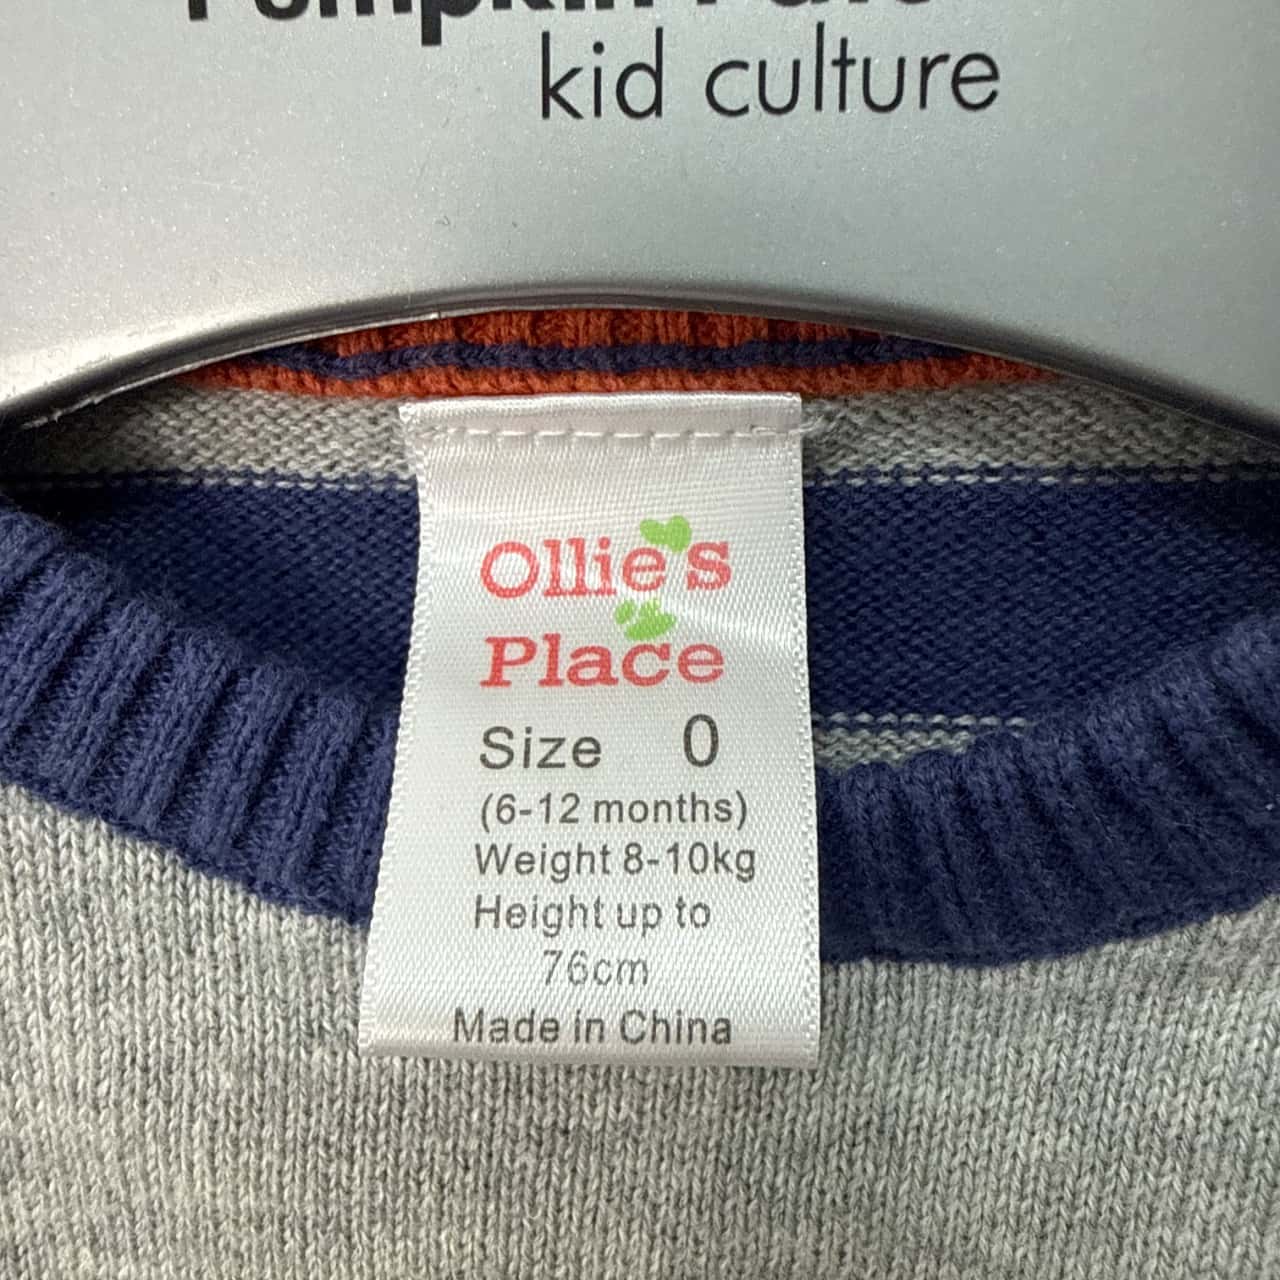 kid culture
Ollie's
Place
Size 0
(6-12 months)
Weight 8-10kg
Height up to
76cm
Made in China